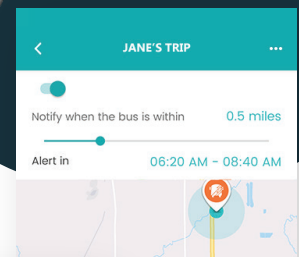 JANE'S TRIP
Notify when the bus is within 0.5 miles
Alert in 06:20 AM - 08:40 AM